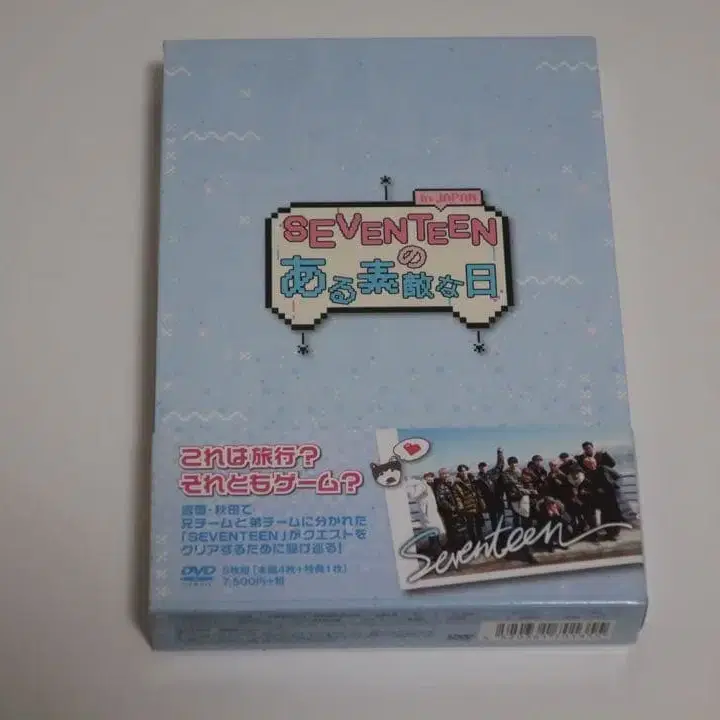 in JAPAN
SEVENTEEN
の
ある素敵な日
これは旅行?
それともゲーム?
秋田で
兄チームと弟チームに分かれた
「SEVENTEEN」がクエストを
クリアするために駆け巡る!
DVD 5枚組[本編4枚+特典1枚]
7,500円+税
Seventeen